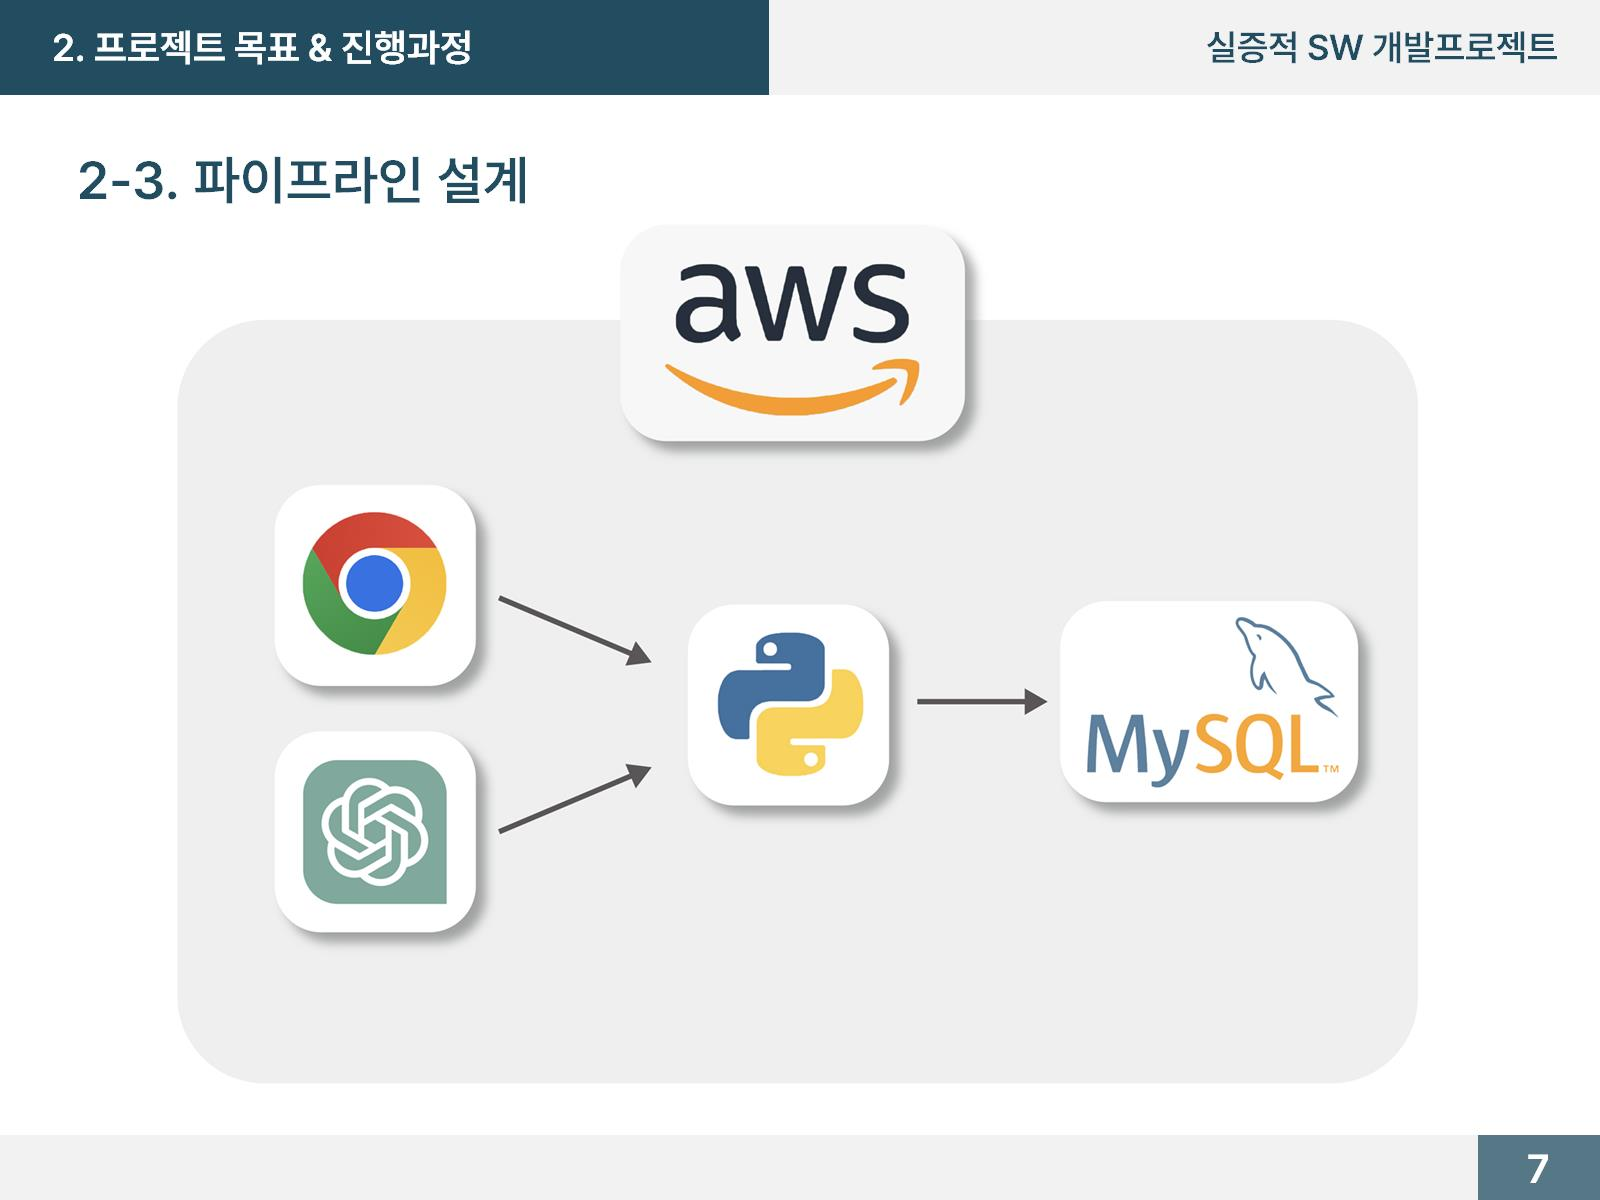 2. 프로젝트 목표 & 진행과정
실증적 SW 개발프로젝트
2-3. 파이프라인 설계
aws
MySQL™
7